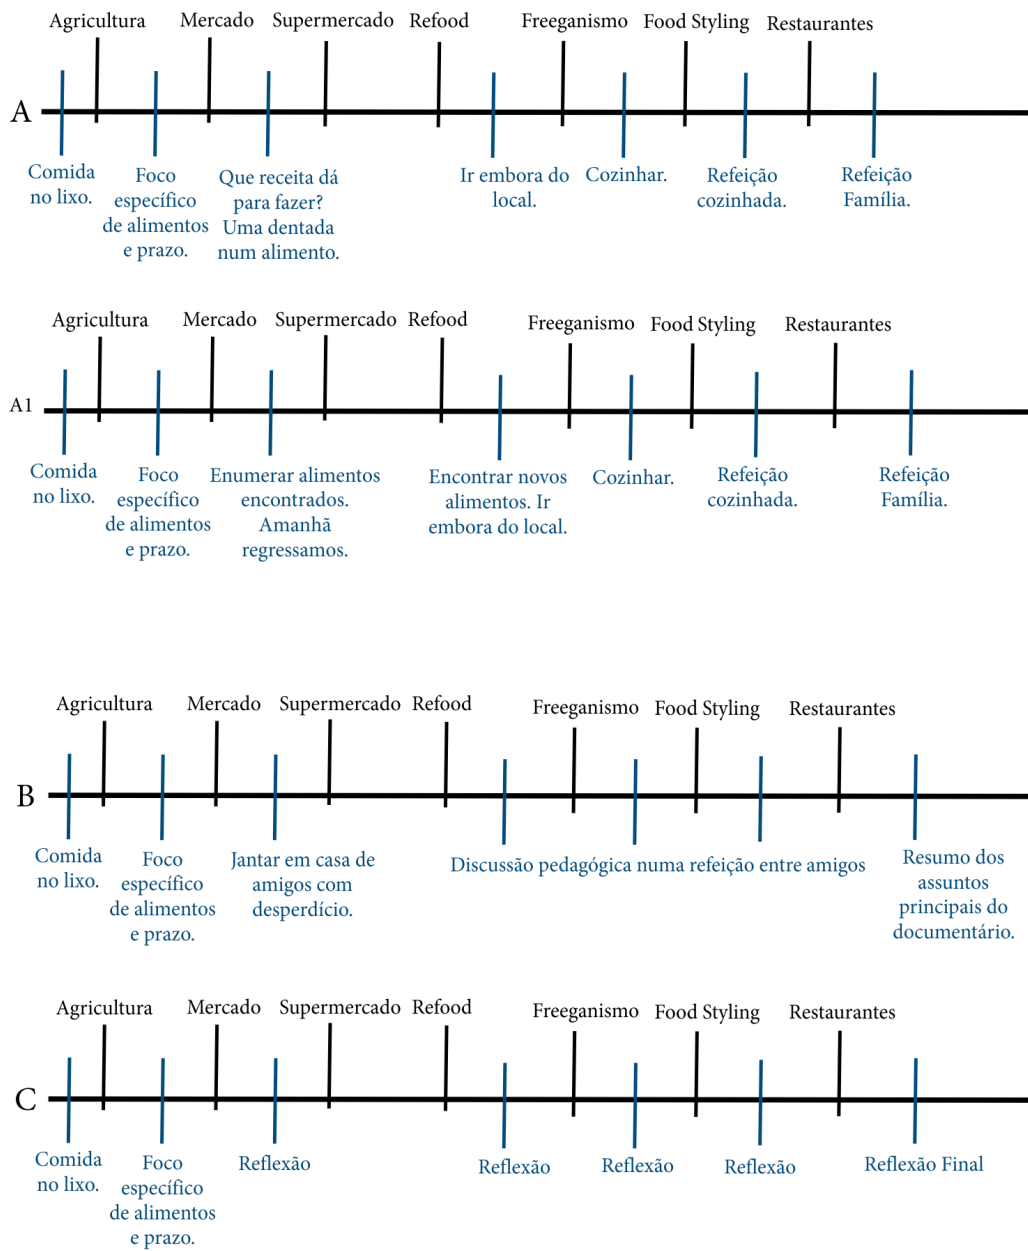 Agricultura
Mercado
Supermercado
Refood
Freeganismo
Food Styling
Restaurantes
A
Comida
no lixo.
Foco
específico
de alimentos
e prazo.
Que receita dá
para fazer?
Uma dentada
num alimento.
Ir embora do
local.
Cozinhar.
Refeição
cozinhada.
Refeição
Família.
Agricultura
Mercado
Supermercado
Refood
Freeganismo
Food Styling
Restaurantes
A1
Comida
no lixo.
Foco
específico
de alimentos
e prazo.
Enumerar alimentos
encontrados.
Amanhã
regressamos.
Encontrar novos
alimentos. Ir
embora do local.
Cozinhar.
Refeição
cozinhada.
Refeição
Família.
Agricultura
Mercado
Supermercado
Refood
Freeganismo
Food Styling
Restaurantes
B
Comida
no lixo.
Foco
específico
de alimentos
e prazo.
Jantar em casa de
amigos com
desperdício.
Discussão pedagógica numa refeição entre amigos
Resumo dos
assuntos
principais do
documentário.
Agricultura
Mercado
Supermercado
Refood
Freeganismo
Food Styling
Restaurantes
C
Comida
no lixo.
Foco
específico
de alimentos
e prazo.
Reflexão
Reflexão
Reflexão
Reflexão
Reflexão Final